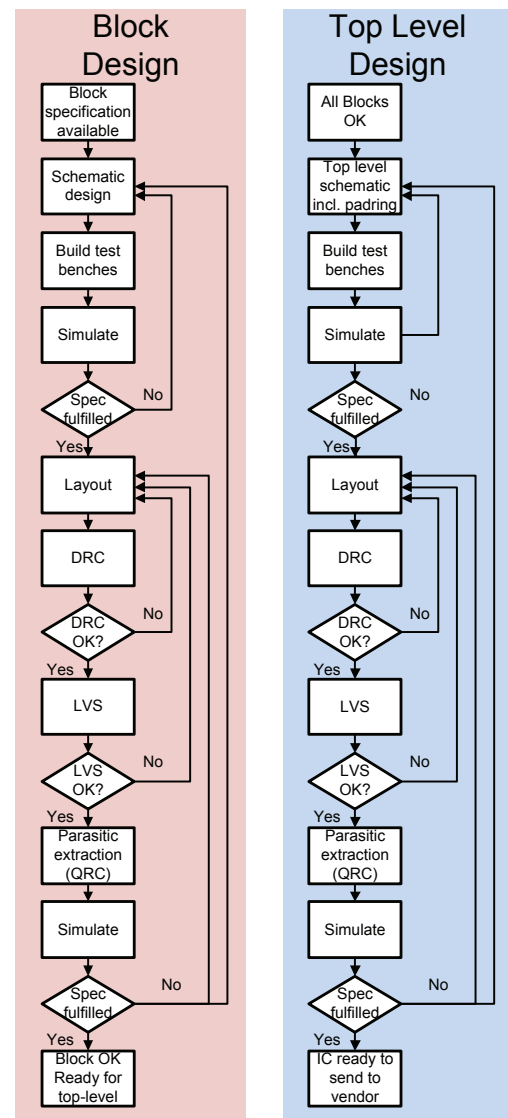 Block
Design
Block
specification
available
Schematic
design
Build test
benches
Simulate
Spec
fulfilled
No
Yes
Layout
DRC
DRC
OK?
No
Yes
LVS
LVS
OK?
No
Yes
Parasitic
extraction
(QRC)
Simulate
Spec
fulfilled
No
Yes
Block OK
Ready for
top-level
Top Level
Design
All Blocks
OK
Top level
schematic
incl. padring
Build test
benches
Simulate
Spec
fulfilled
No
Yes
Layout
DRC
DRC
OK?
No
Yes
LVS
LVS
OK?
No
Yes
Parasitic
extraction
(QRC)
Simulate
Spec
fulfilled
No
Yes
IC ready to
send to
vendor